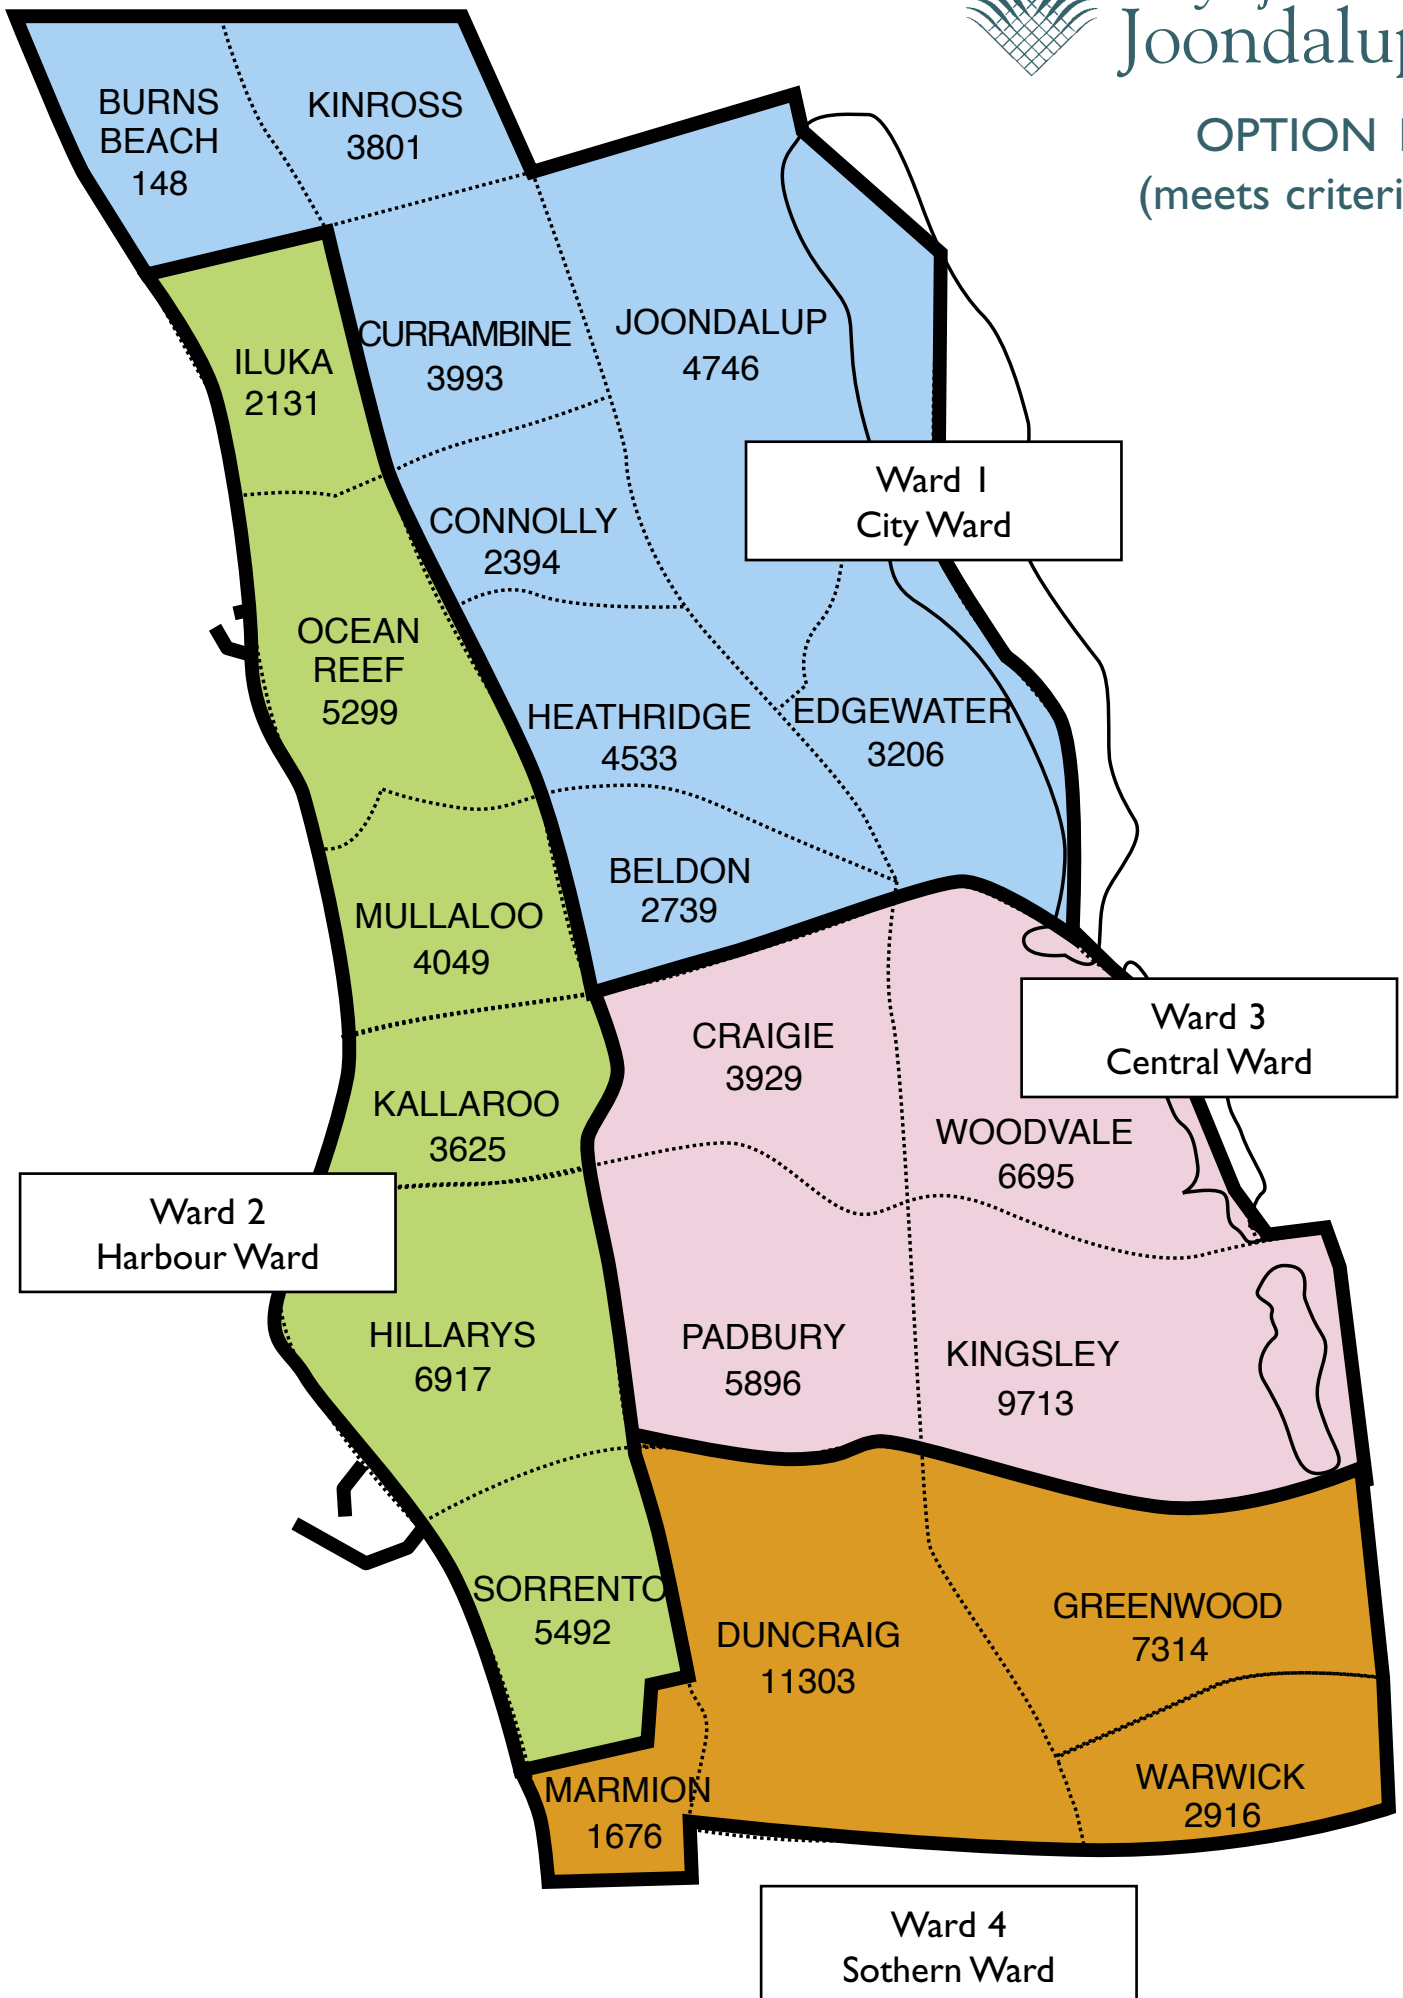 Joondalup
OPTION
(meets
BURNS
BEACH
148
KINROSS
3801
ILUKA
2131
CURRAMBINE
3993
JOONDALUP
4746
Ward 1
City Ward
CONNOLLY
2394
OCEAN
REEF
5299
HEATHRIDGE
4533
EDGEWATER
3206
BELDON
2739
MULLALOO
4049
CRAIGIE
3929
Ward 3
Central Ward
KALLAROO
3625
WOODVALE
6695
Ward 2
Harbour Ward
HILLARYS
6917
PADBURY
5896
KINGSLEY
9713
SORRENTO
5492
DUNCRAIG
11303
GREENWOOD
7314
MARMION
1676
WARWICK
2916
Ward 4
Sothern Ward